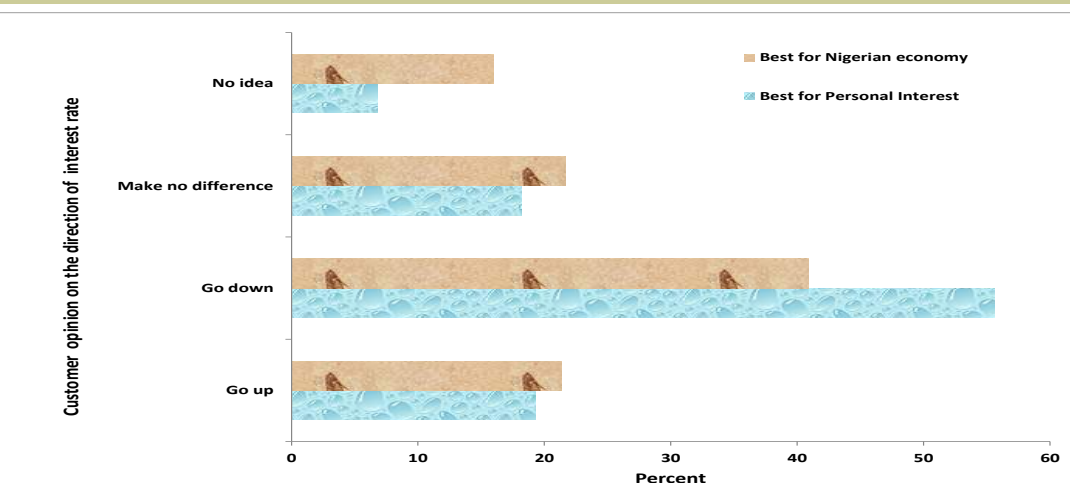 Customer opinion on the direction of interest rate
No idea
Make no difference
Go down
Go up
Best for Nigerian economy
Best for Personal Interest
0 10 20 30 40 50 60
Percent